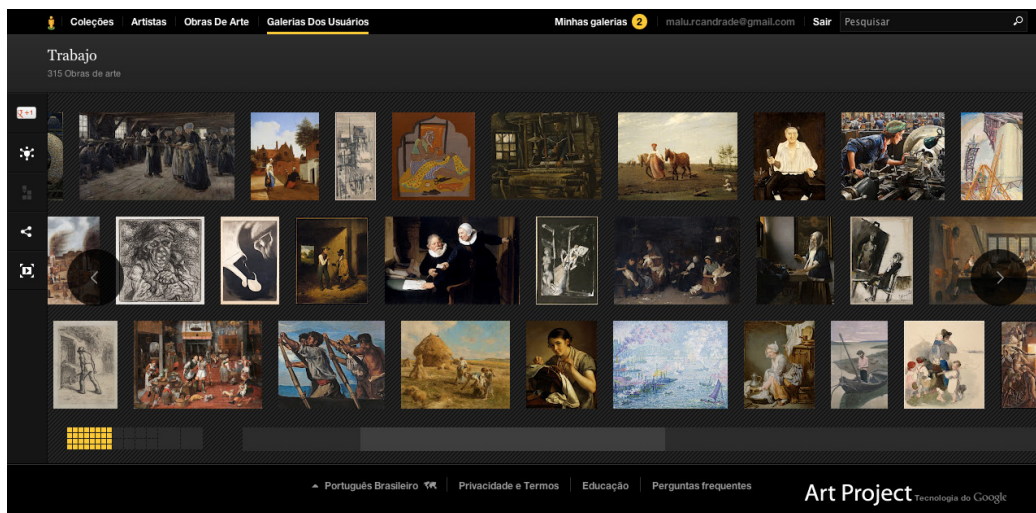 Coleções Artistas Obras De Arte Galerias Dos Usuários Minhas galerias 2 malu.rcandrade@gmail.com Sair Pesquisar
Trabajo
315 Obras de arte
+1
Português Brasileiro Privacidade e Termos Educação Perguntas frequentes
Art Project Tecnologia do Google